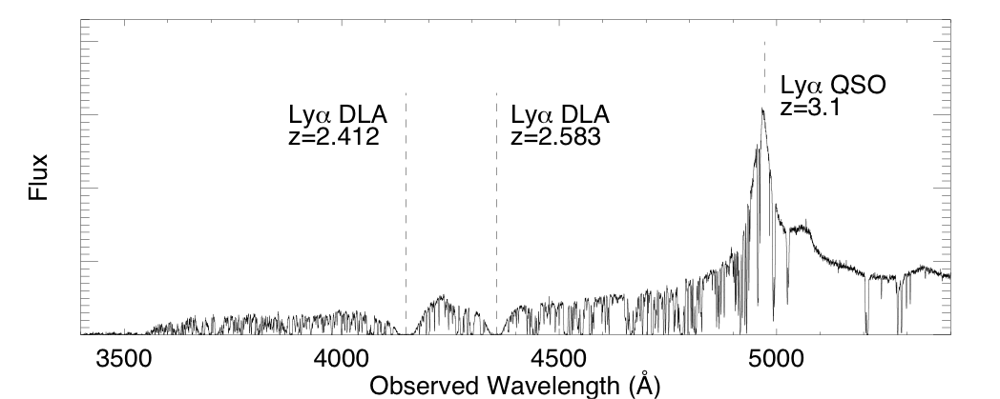 Lyα QSO
z=3.1
Lyα DLA
z=2.412
Lyα DLA
z=2.583
Flux
3500
4000
4500
5000
Observed Wavelength (Å)